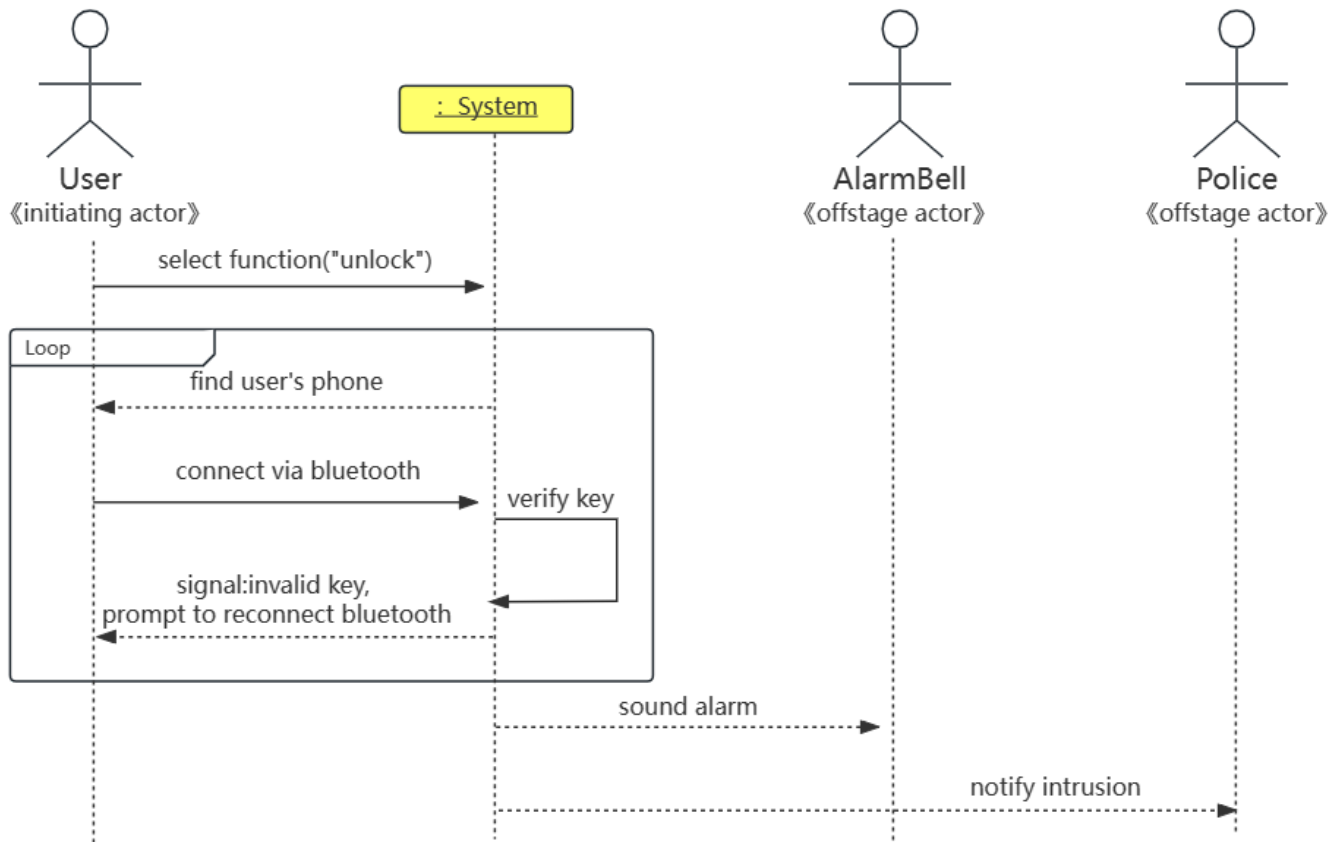 : System
User
《initiating actor》
AlarmBell
《offstage actor》
Police
《offstage actor》
select function("unlock")
Loop
find user's phone
connect via bluetooth
verify key
signal:invalid key,
prompt to reconnect bluetooth
sound alarm
notify intrusion